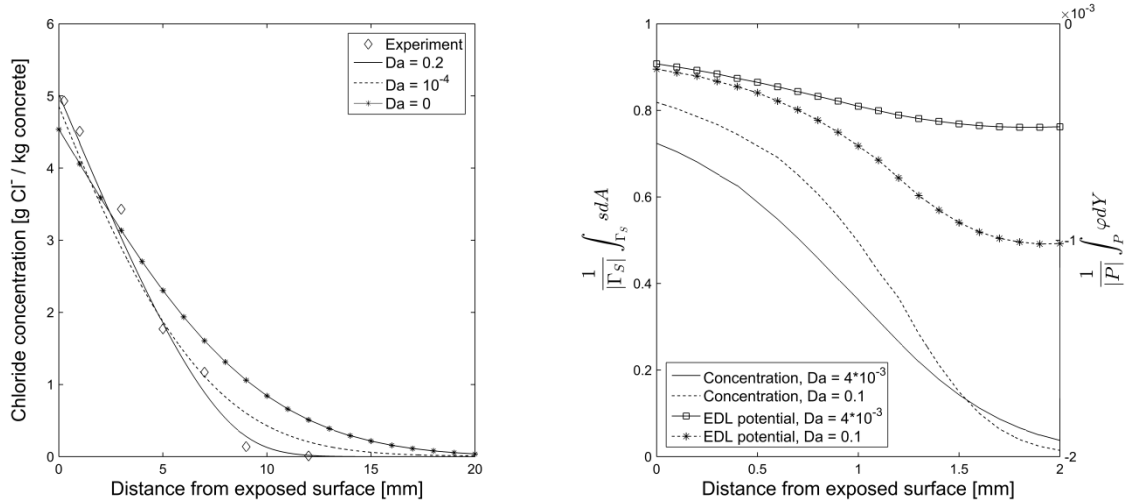 6
5
4
3
2
1
0
0 5 10 15 20
Chloride concentration [g Cl⁻ / kg concrete]
Distance from exposed surface [mm]
Experiment
Da = 0.2
Da = 10⁻⁴
Da = 0
1
0.8
0.6
0.4
0.2
0
0 0.5 1 1.5 2
×10⁻³
0
-1
-2
1/|Γ_S| ∫_Γ_S sdA
1/|P| ∫_P φdY
Distance from exposed surface [mm]
Concentration, Da = 4*10⁻³
Concentration, Da = 0.1
EDL potential, Da = 4*10⁻³
EDL potential, Da = 0.1